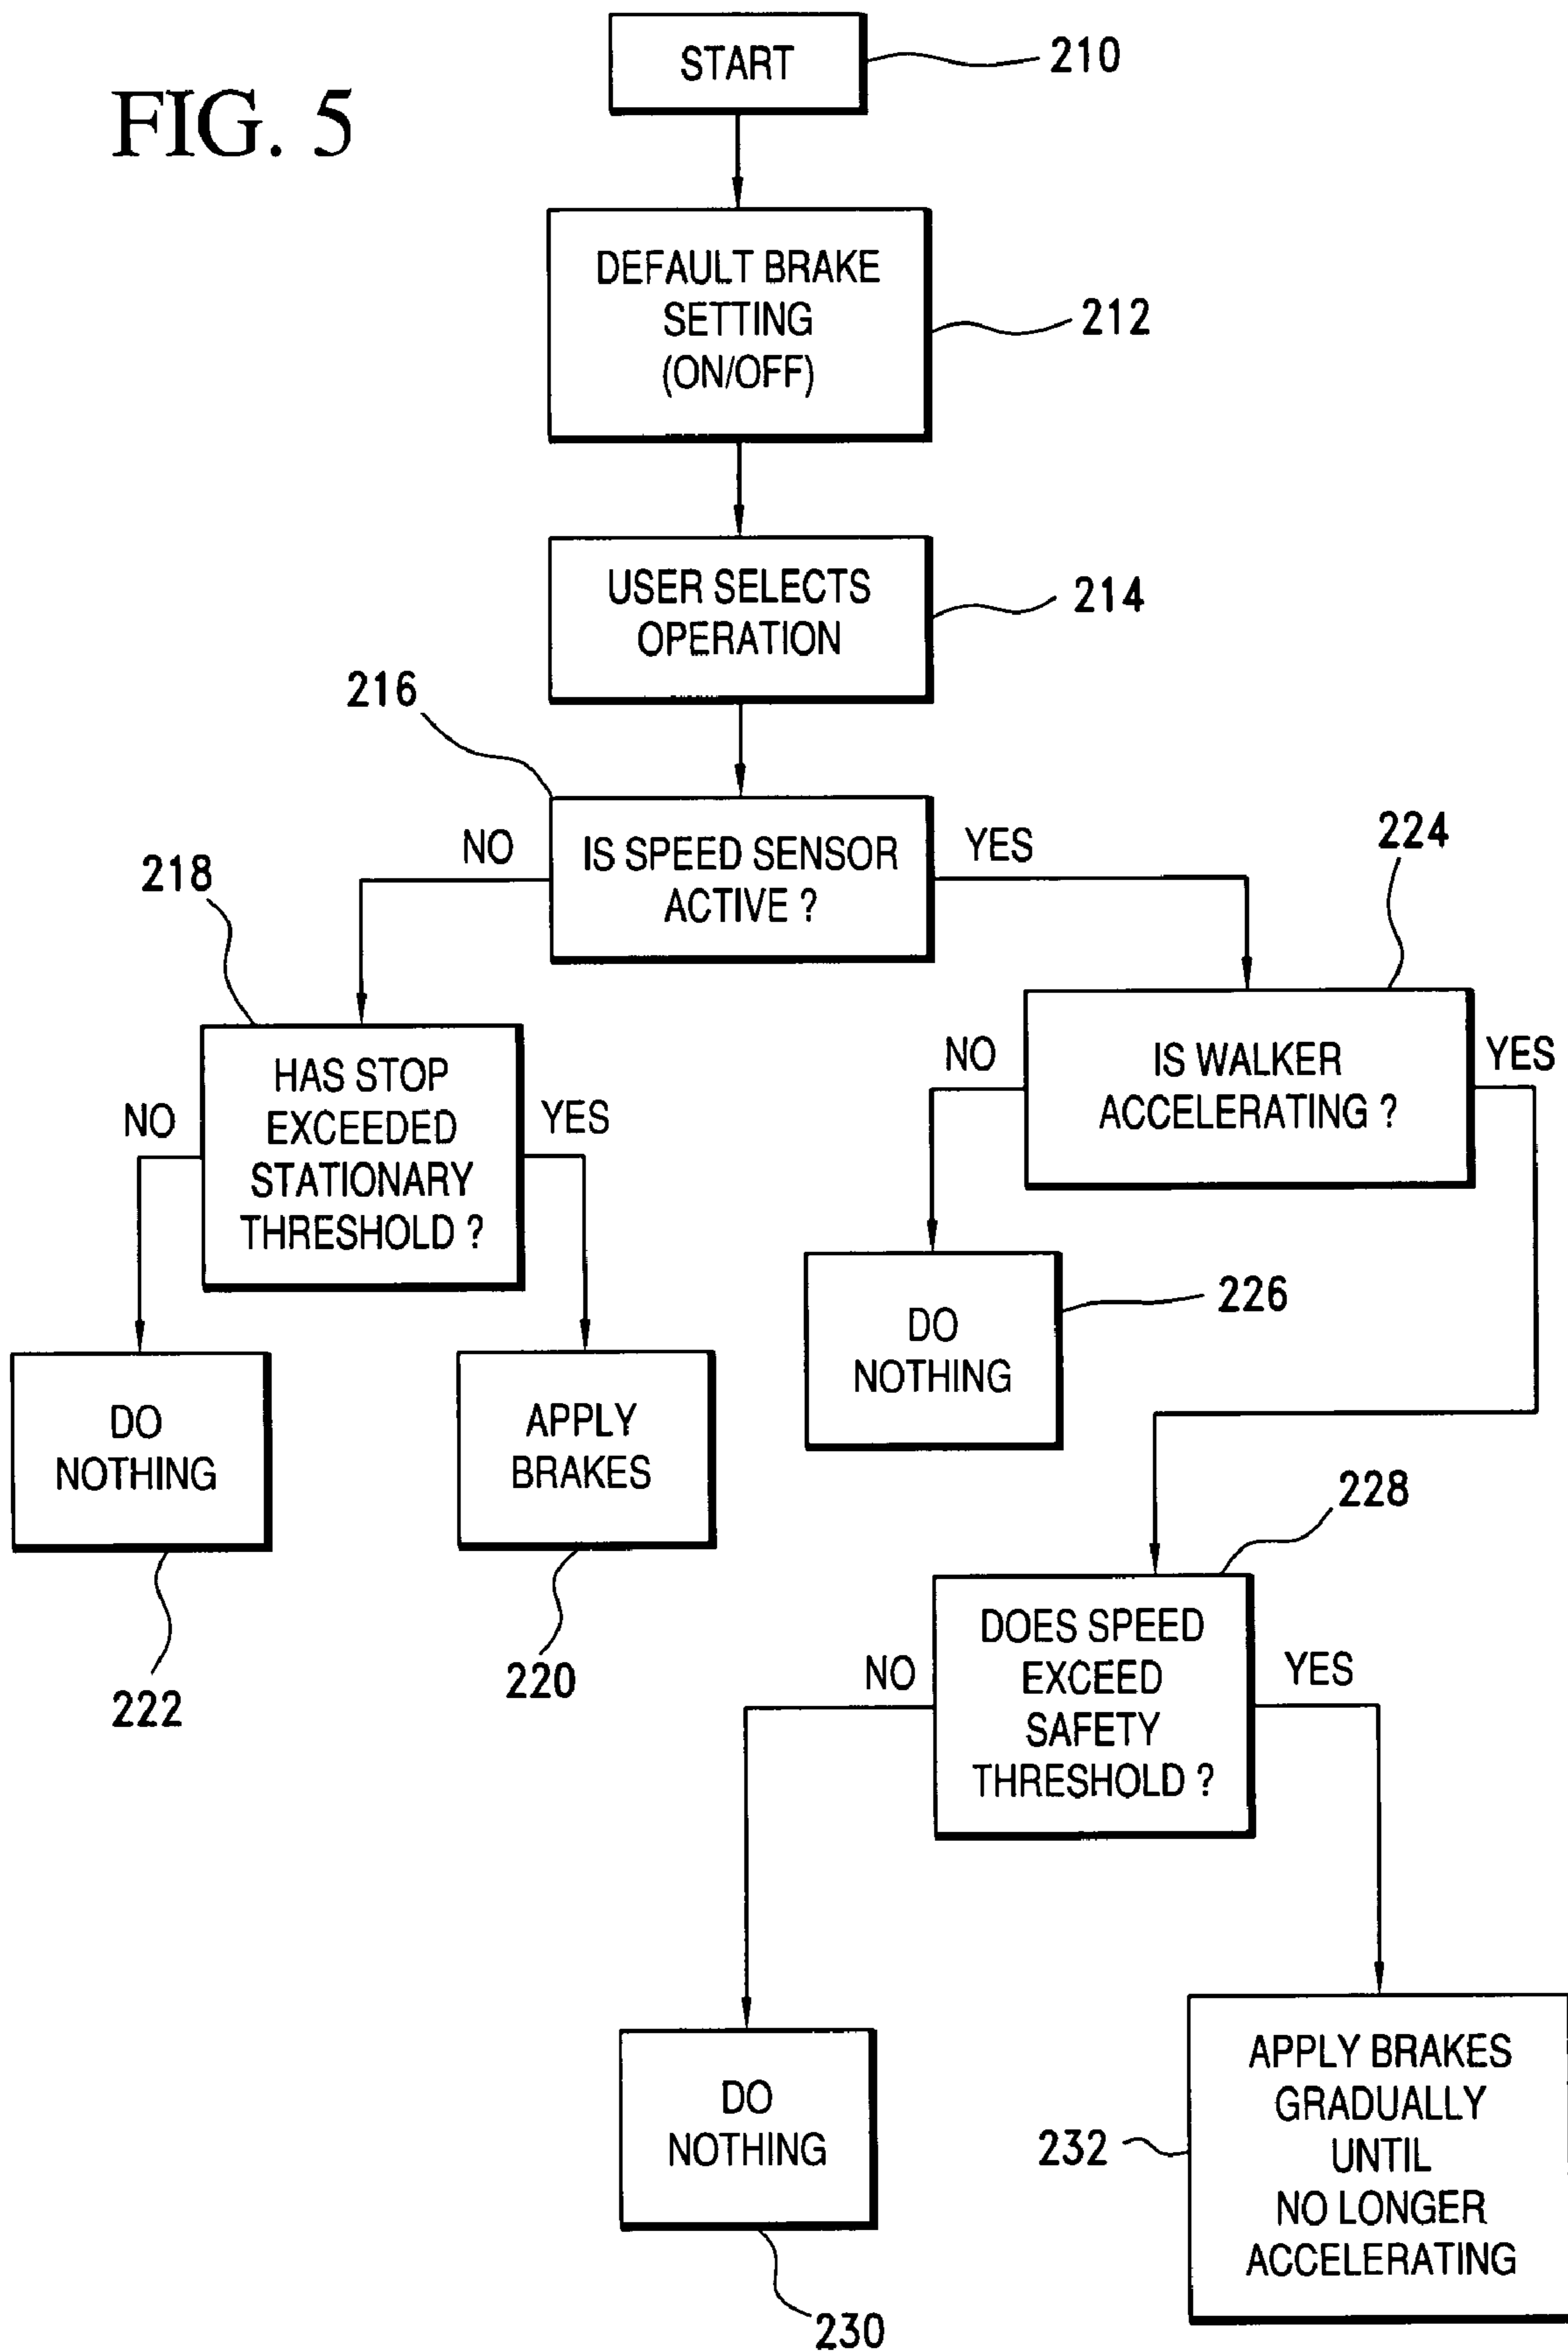 FIG. 5
START
210
DEFAULT BRAKE
SETTING
(ON/OFF)
212
USER SELECTS
OPERATION
214
216
IS SPEED SENSOR
ACTIVE ?
NO
YES
218
224
HAS STOP
EXCEEDED
STATIONARY
THRESHOLD ?
NO
YES
IS WALKER
ACCELERATING ?
NO
YES
DO
NOTHING
222
APPLY
BRAKES
220
DO
NOTHING
226
228
DOES SPEED
EXCEED
SAFETY
THRESHOLD ?
NO
YES
DO
NOTHING
230
APPLY BRAKES
GRADUALLY
UNTIL
NO LONGER
ACCELERATING
232